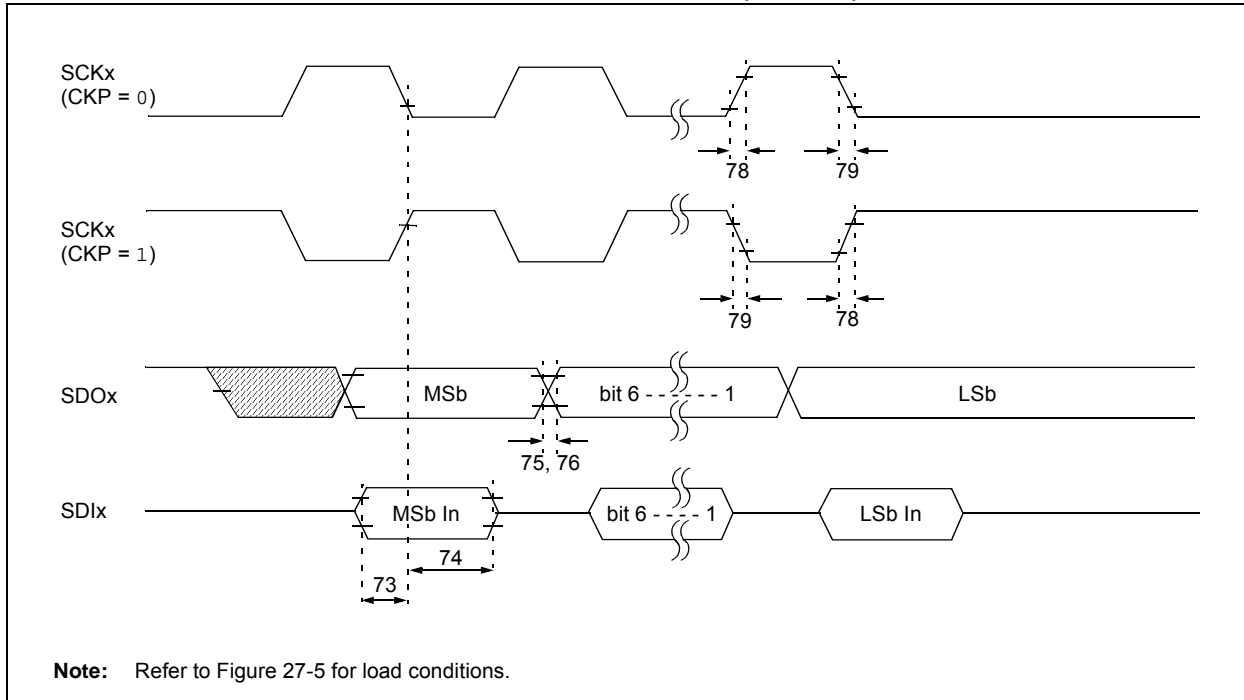 SCKx
(CKP = 0)
78
79
SCKx
(CKP = 1)
79
78
SDOx
MSb
bit 6 - - - - - - 1
LSb
75, 76
SDIx
MSb In
bit 6 - - - - 1
LSb In
74
73
Note: Refer to Figure 27-5 for load conditions.